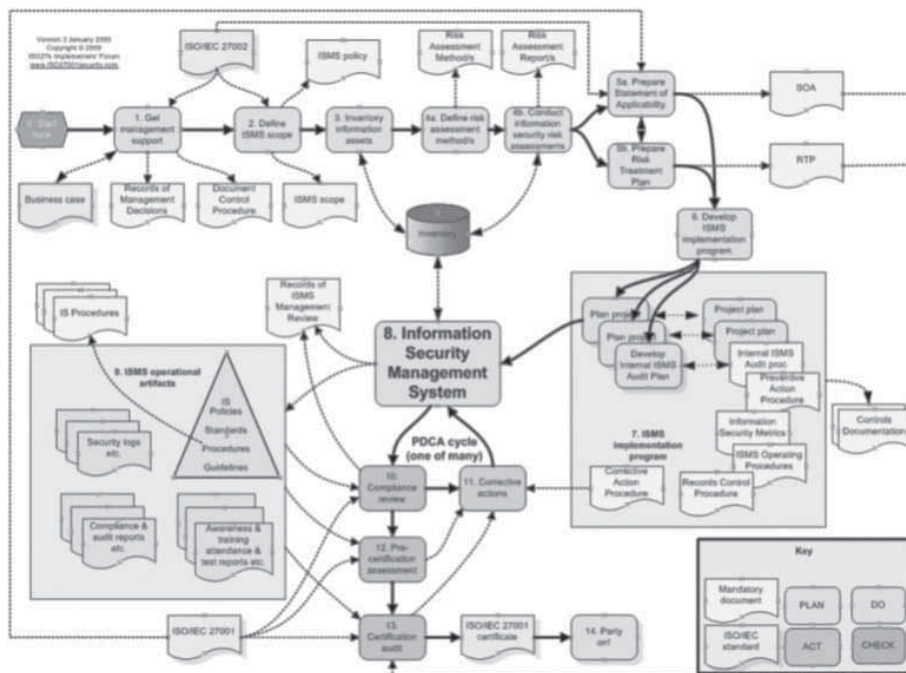 Version 3 January 2009
Copyright © 2009
ISO27k Implementers' Forum
www.ISO27001security.com
ISO/IEC 27002
ISMS policy
Risk
Assessment
Method/s
Risk
Assessment
Report/s
5a. Prepare
Statement of
Applicability
SOA
0. Start
here
1. Get
management
support
2. Define
ISMS scope
3. Inventory
information
assets
4a. Define risk
assessment
method/s
4b. Conduct
information
security risk
assessments
5b. Prepare
Risk
Treatment
Plan
RTP
Business case
Records of
Management
Decisions
Document
Control
Procedure
ISMS scope
Inventory
6. Develop
ISMS
implementation
program
IS Procedures
Records of
ISMS
Management
Review
8. Information
Security
Management
System
Plan project
Plan project
Develop
Internal ISMS
Audit Plan
Project plan
Project plan
Internal ISMS
Audit proc
Preventive
Action
Procedure
Controls
Documentation
Information
Security Metrics
ISMS Operating
Procedures
Records Control
Procedure
7. ISMS
implementation
program
Corrective
Action
Procedure
9. ISMS operational
artifacts
IS
Policies
Standards
Procedures
Guidelines
Security logs
etc.
Compliance &
audit reports
etc.
Awareness &
training
attendance &
test reports etc.
PDCA cycle
(one of many)
10.
Compliance
review
11. Corrective
actions
12. Pre-
certification
assessment
ISO/IEC 27001
13.
Certification
audit
ISO/IEC 27001
certificate
14. Party
on!
Key
Mandatory
document
PLAN
DO
ISO/IEC
standard
ACT
CHECK